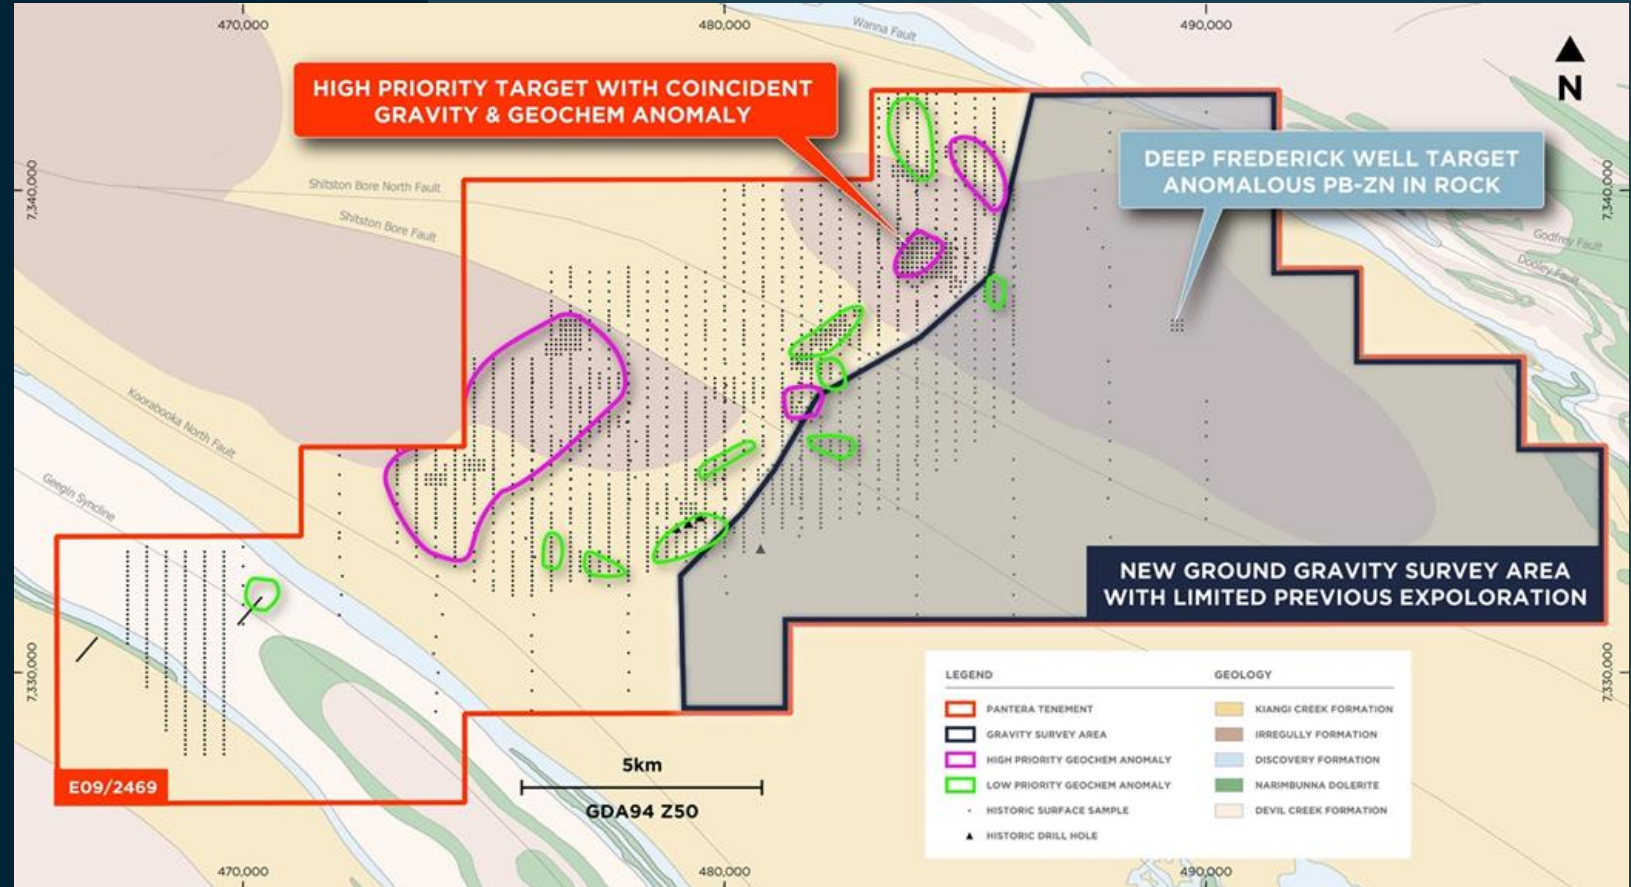 470,000
480,000
490,000
Wanna Fault
N
HIGH PRIORITY TARGET WITH COINCIDENT
GRAVITY & GEOCHEM ANOMALY
DEEP FREDERICK WELL TARGET
ANOMALOUS PB-ZN IN ROCK
7,340,000
7,340,000
Shitston Bore North Fault
Shitston Bore Fault
Godfrey Fault
Dooley Fault
Koorabooka North Fault
Geegin Syncline
NEW GROUND GRAVITY SURVEY AREA
WITH LIMITED PREVIOUS EXPOLORATION
7,330,000
7,330,000
LEGEND
PANTERA TENEMENT
GRAVITY SURVEY AREA
HIGH PRIORITY GEOCHEM ANOMALY
LOW PRIORITY GEOCHEM ANOMALY
HISTORIC SURFACE SAMPLE
HISTORIC DRILL HOLE
GEOLOGY
KIANGI CREEK FORMATION
IRREGULLY FORMATION
DISCOVERY FORMATION
NARIMBUNNA DOLERITE
DEVIL CREEK FORMATION
5km
GDA94 Z50
E09/2469
470,000
480,000
490,000